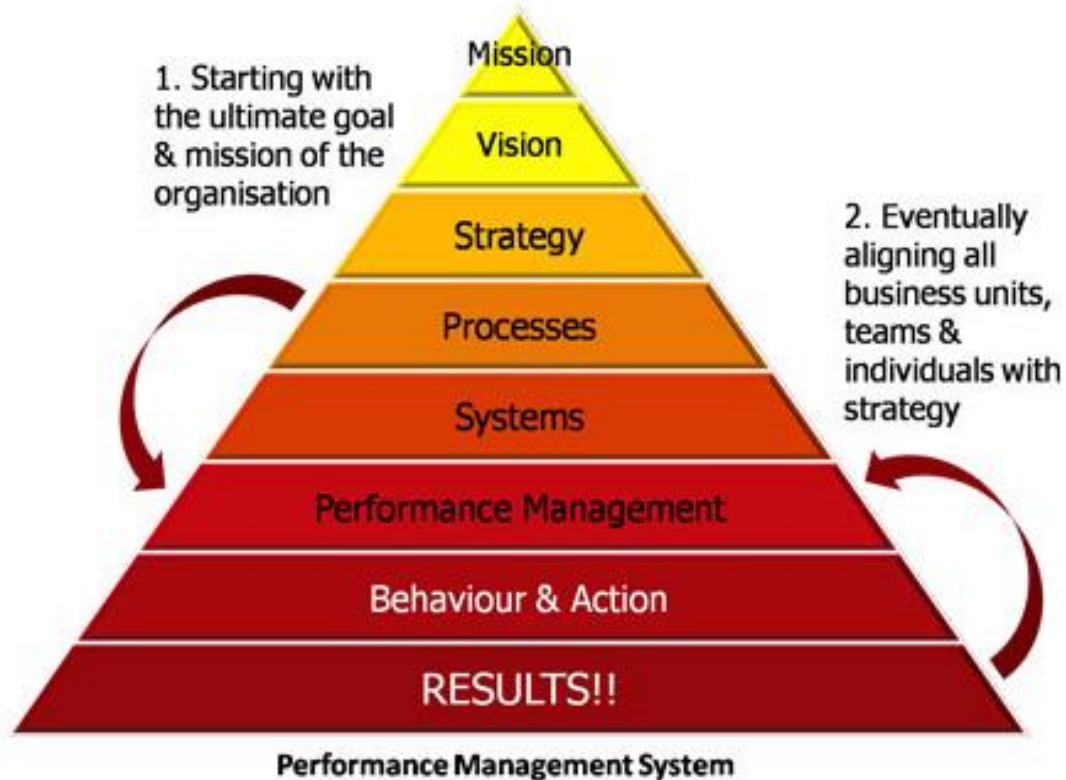 Mission
1. Starting with
the ultimate goal
& mission of the
organisation
Vision
Strategy
2. Eventually
aligning all
business units,
teams &
individuals with
strategy
Processes
Systems
Performance Management
Behaviour & Action
RESULTS!!
Performance Management System